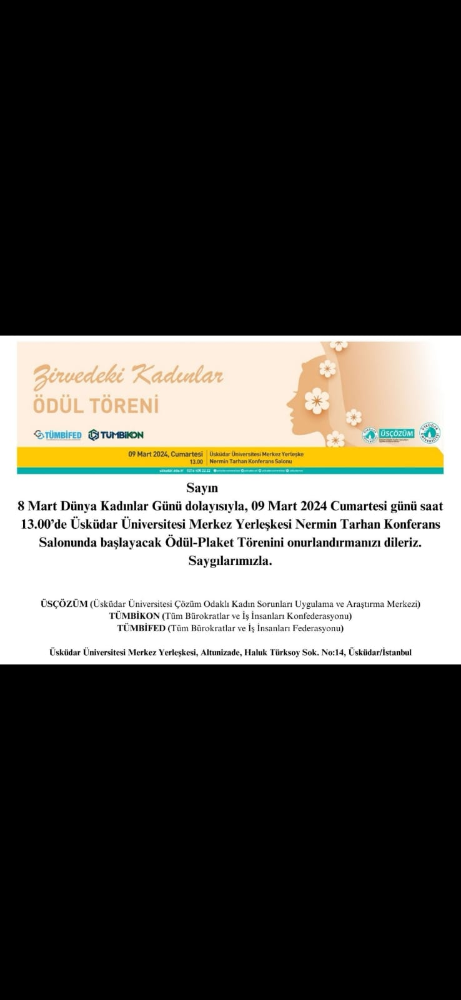 Zirvedeki Kadınlar
ÖDÜL TÖRENİ
TÜMBİFED TÜMBİKON
ÜSÇÖZÜM
ÜSKÜDAR ÜNİVERSİTESİ
09 Mart 2024, Cumartesi
13.00
Üsküdar Üniversitesi Merkez Yerleşke
Nermin Tarhan Konferans Salonu
uskudar.edu.tr 0216 400 22 22
Sayın
8 Mart Dünya Kadınlar Günü dolayısıyla, 09 Mart 2024 Cumartesi günü saat
13.00’de Üsküdar Üniversitesi Merkez Yerleşkesi Nermin Tarhan Konferans
Salonunda başlayacak Ödül-Plaket Törenini onurlandırmanızı dileriz.
Saygılarımızla.
ÜSÇÖZÜM (Üsküdar Üniversitesi Çözüm Odaklı Kadın Sorunları Uygulama ve Araştırma Merkezi)
TÜMBİKON (Tüm Bürokratlar ve İş İnsanları Konfederasyonu)
TÜMBİFED (Tüm Bürokratlar ve İş İnsanları Federasyonu)
Üsküdar Üniversitesi Merkez Yerleşkesi, Altunizade, Haluk Türksoy Sok. No:14, Üsküdar/İstanbul